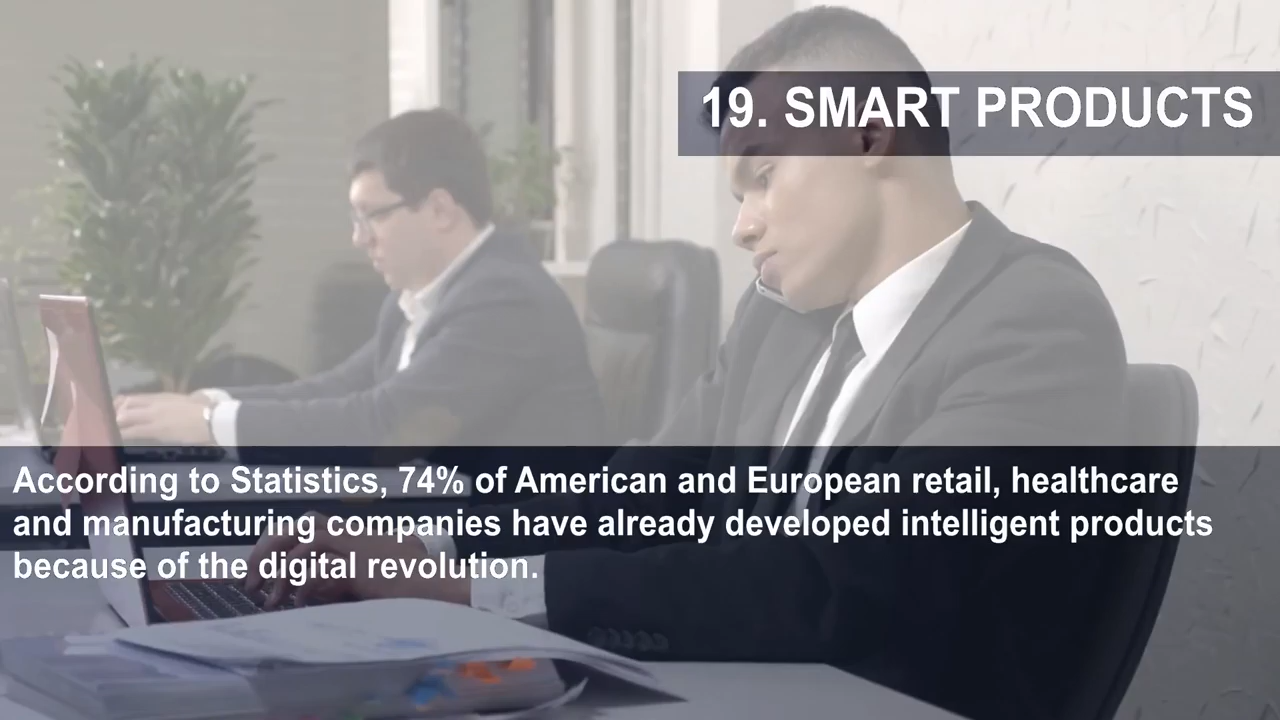 19. SMART PRODUCTS
According to Statistics, 74% of American and European retail, healthcare
and manufacturing companies have already developed intelligent products
because of the digital revolution.